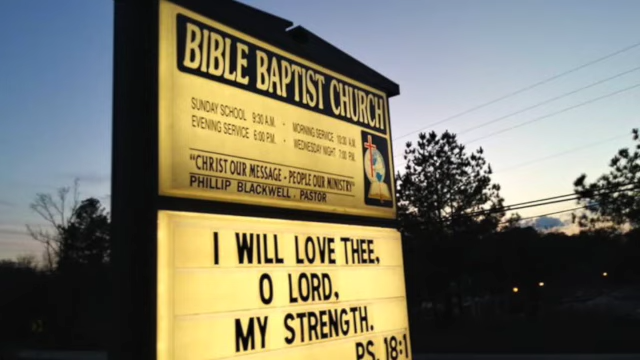 BIBLE BAPTIST CHURCH
SUNDAY SCHOOL 9:30 A.M. - MORNING SERVICE 10:30 A.M.
EVENING SERVICE 6:00 P.M. - WEDNESDAY NIGHT 7:00 P.M.
"CHRIST OUR MESSAGE - PEOPLE OUR MINISTRY"
PHILLIP BLACKWELL, PASTOR
I WILL LOVE THEE,
O LORD,
MY STRENGTH.
PS. 18:1